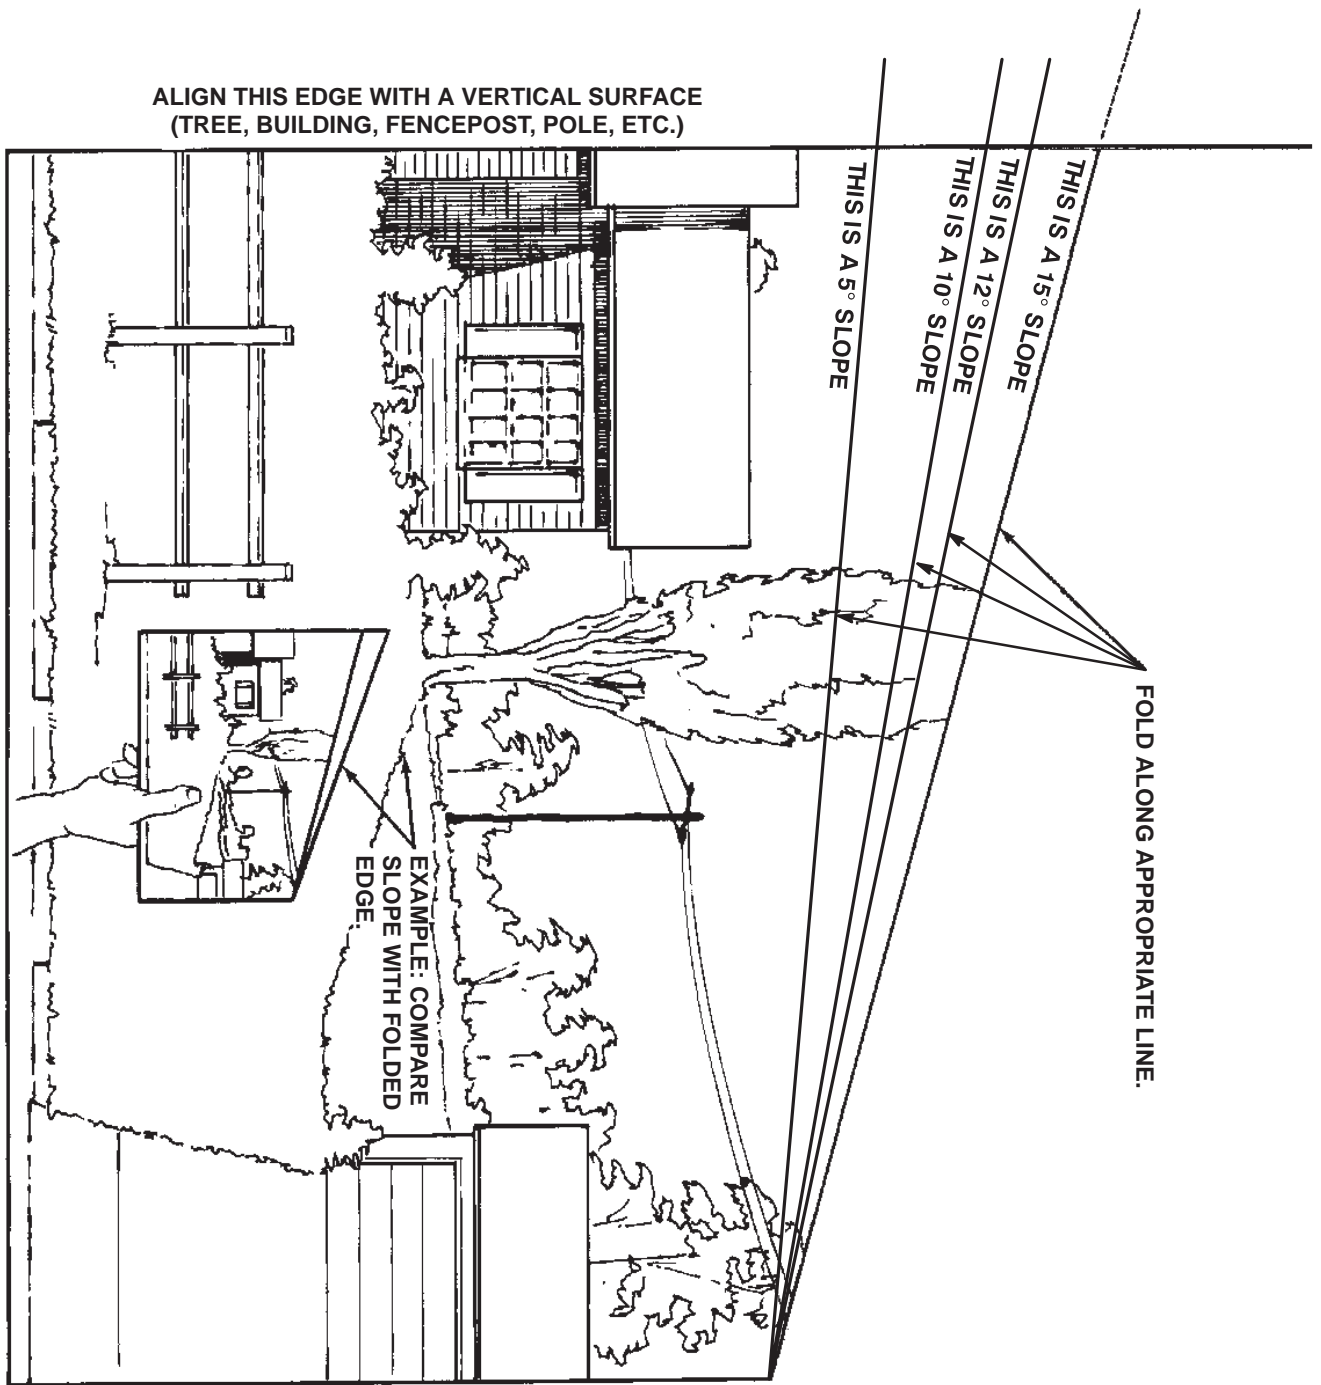 ALIGN THIS EDGE WITH A VERTICAL SURFACE
(TREE, BUILDING, FENCEPOST, POLE, ETC.)
THIS IS A 5° SLOPE
THIS IS A 10° SLOPE
THIS IS A 12° SLOPE
THIS IS A 15° SLOPE
FOLD ALONG APPROPRIATE LINE.
EXAMPLE: COMPARE
SLOPE WITH FOLDED
EDGE.